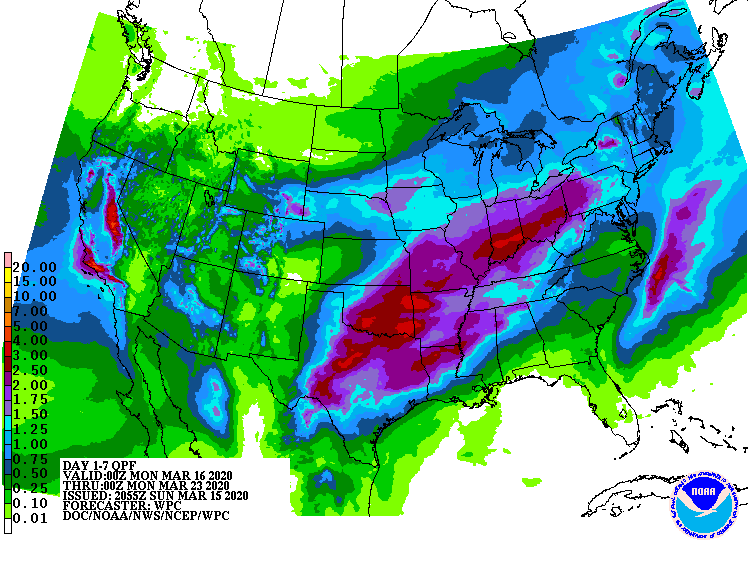 20.00
15.00
10.00
7.00
5.00
4.00
3.00
2.50
2.00
1.75
1.50
1.25
1.00
0.75
0.50
0.25
0.10
0.01
DAY 1-7 QPF
VALID:00Z MON MAR 16 2020
THRU:00Z MON MAR 23 2020
ISSUED: 2055Z SUN MAR 15 2020
FORECASTER: WPC
DOC/NOAA/NWS/NCEP/WPC
NOAA